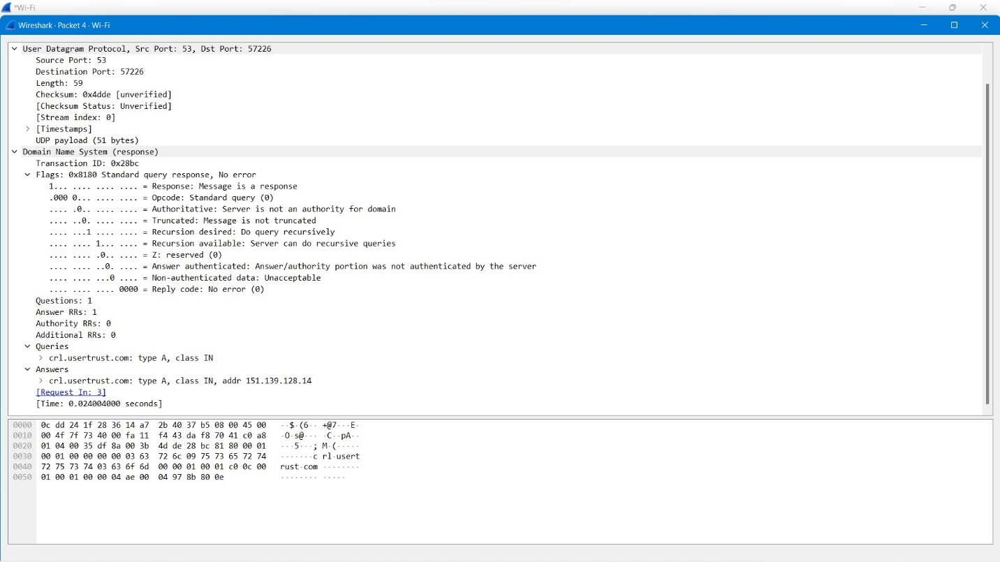 *Wi-Fi
Wireshark · Packet 4 · Wi-Fi
User Datagram Protocol, Src Port: 53, Dst Port: 57226
Source Port: 53
Destination Port: 57226
Length: 59
Checksum: 0x4dde [unverified]
[Checksum Status: Unverified]
[Stream index: 0]
[Timestamps]
UDP payload (51 bytes)
Domain Name System (response)
Transaction ID: 0x28bc
Flags: 0x8180 Standard query response, No error
1... .... .... .... = Response: Message is a response
.000 0... .... .... = Opcode: Standard query (0)
.... .0.. .... .... = Authoritative: Server is not an authority for domain
.... ..0. .... .... = Truncated: Message is not truncated
.... ...1 .... .... = Recursion desired: Do query recursively
.... .... 1... .... = Recursion available: Server can do recursive queries
.... .... .0.. .... = Z: reserved (0)
.... .... ..0. .... = Answer authenticated: Answer/authority portion was not authenticated by the server
.... .... ...0 .... = Non-authenticated data: Unacceptable
.... .... .... 0000 = Reply code: No error (0)
Questions: 1
Answer RRs: 1
Authority RRs: 0
Additional RRs: 0
Queries
crl.usertrust.com: type A, class IN
Answers
crl.usertrust.com: type A, class IN, addr 151.139.128.14
[Request In: 3]
[Time: 0.024004000 seconds]
0000 0c dd 24 1f 28 36 14 a7 2b 40 37 b5 08 00 45 00 ··$·(6·· +@7···E·
0010 00 4f 7f 73 40 00 fa 11 f4 43 da f8 70 41 c0 a8 ·O·s@··· ·C··pA··
0020 01 04 00 35 df 8a 00 3b 4d de 28 bc 81 80 00 01 ···5···; M·(·····
0030 00 01 00 00 00 00 03 63 72 6c 09 75 73 65 72 74 ·······c rl·usert
0040 72 75 73 74 03 63 6f 6d 00 00 01 00 01 c0 0c 00 rust·com ········
0050 01 00 01 00 00 04 ae 00 04 97 8b 80 0e ········ ·····